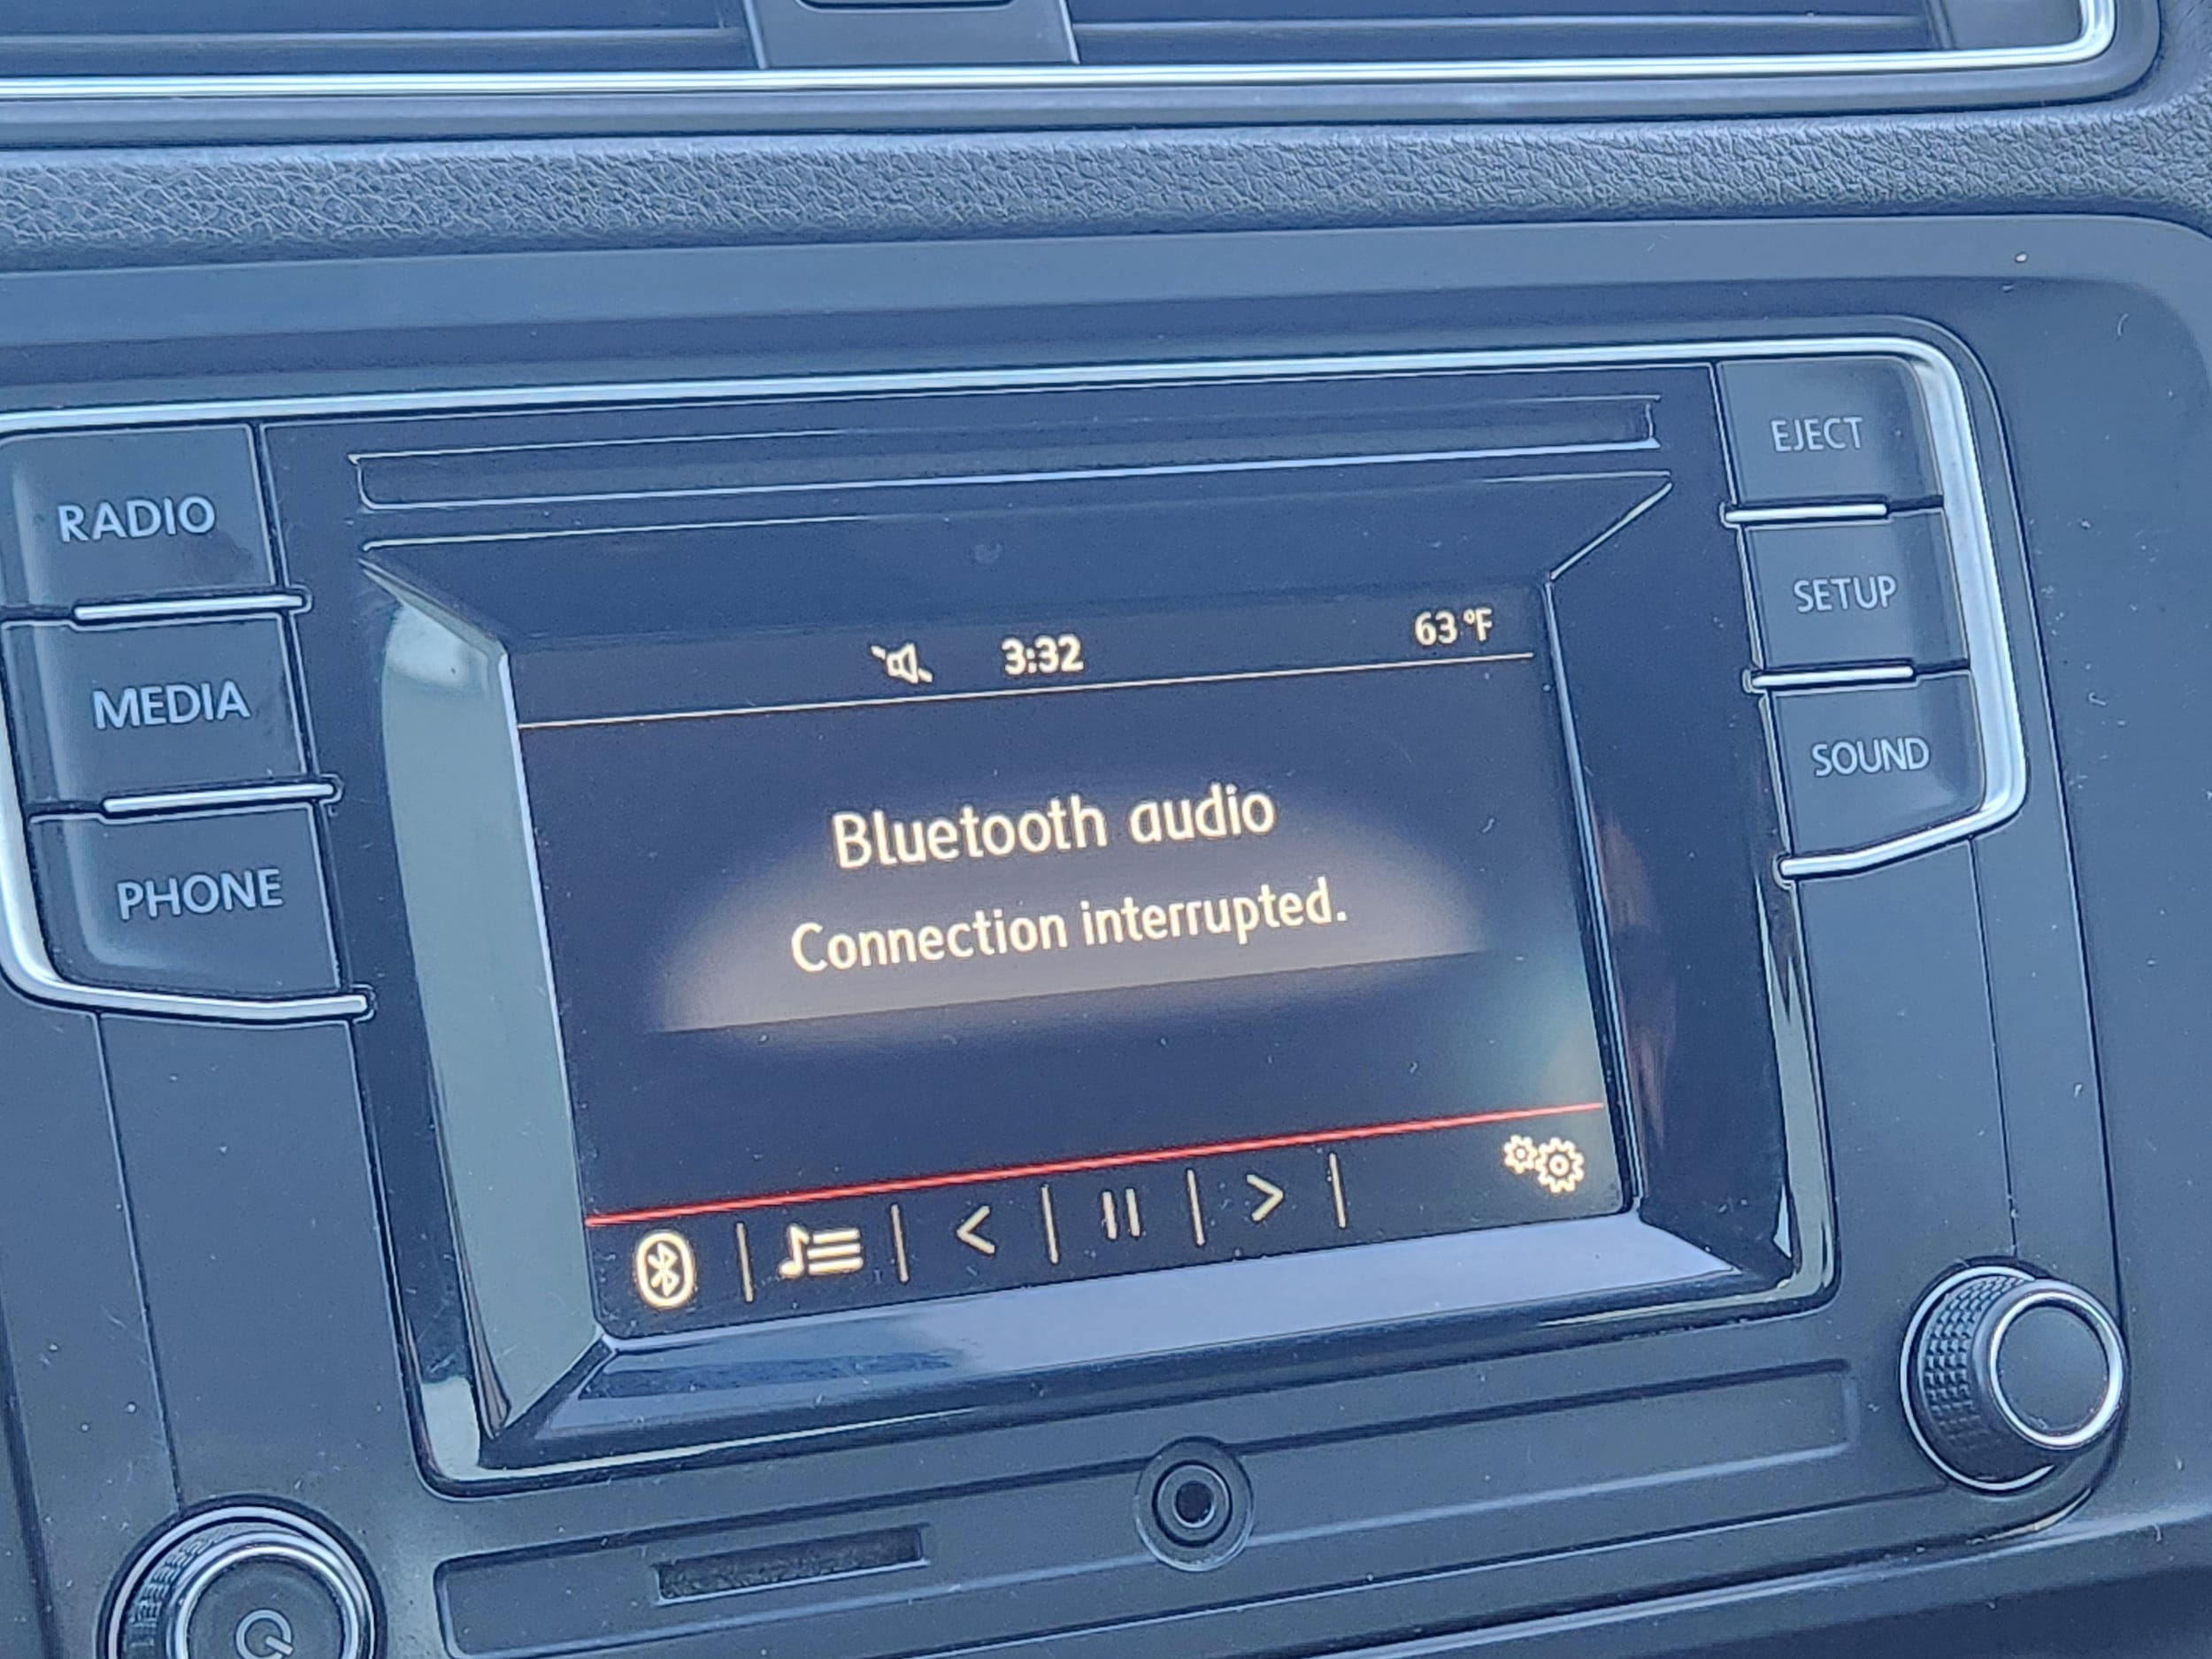 EJECT
RADIO
SETUP
3:32
63°F
MEDIA
SOUND
Bluetooth audio
PHONE
Connection interrupted.